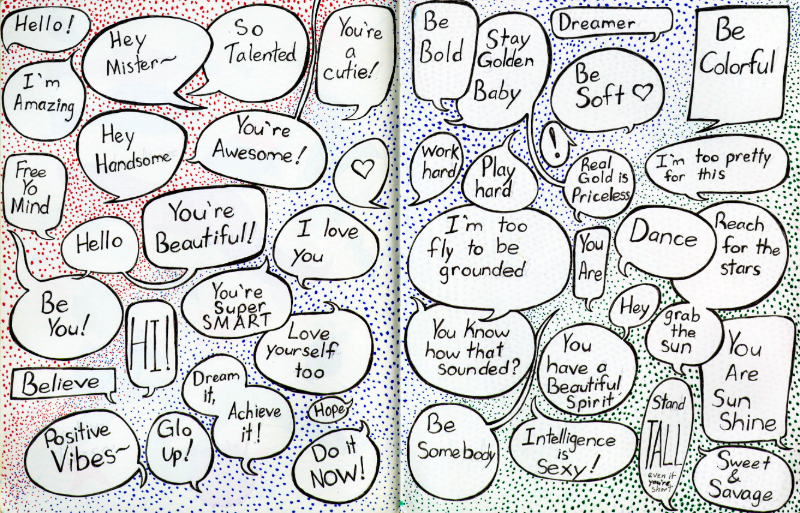 Hello!
Hey
Mister~
So
Talented
You're
a
cutie!
I'm
Amazing
Hey
Handsome
You're
Awesome!
Free
Yo
Mind
Hello
You're
Beautiful!
I love
you
Be
You!
HI!
You're
Super
SMART
Love
yourself
too
Believe
Dream
it,
Achieve
it!
Hope
Positive
Vibes~
Glo
up!
Do it
NOW!
Be
Bold
Stay
Golden
Baby
Dreamer
Be
Soft ♡
Be
Colorful
Work
hard
Play
hard
!
Real
Gold is
Priceless
I'm too pretty
for this
I'm too
fly to be
grounded
You
Are
Dance
Reach
for the
stars
Hey
grab
the
sun
You Know
how that
sounded?
You
have a
Beautiful
Spirit
You
Are
Sun
Shine
Be
Somebody
Intelligence
is
Sexy!
Stand
TALL
even if
you're
short
Sweet
&
Savage